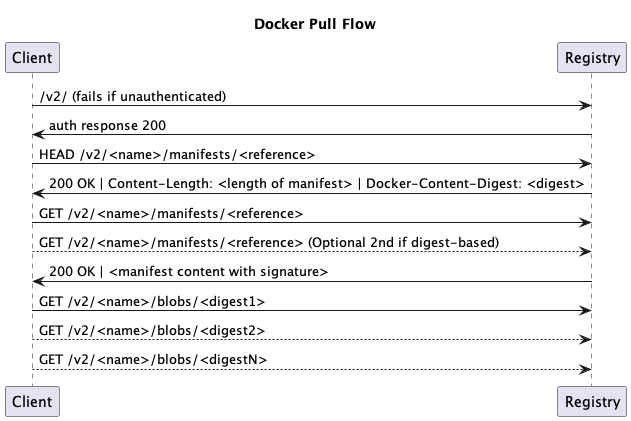 Docker Pull Flow
Client
Registry
/v2/ (fails if unauthenticated)
auth response 200
HEAD /v2/<name>/manifests/<reference>
200 OK | Content-Length: <length of manifest> | Docker-Content-Digest: <digest>
GET /v2/<name>/manifests/<reference>
GET /v2/<name>/manifests/<reference> (Optional 2nd if digest-based)
200 OK | <manifest content with signature>
GET /v2/<name>/blobs/<digest1>
GET /v2/<name>/blobs/<digest2>
GET /v2/<name>/blobs/<digestN>
Client
Registry